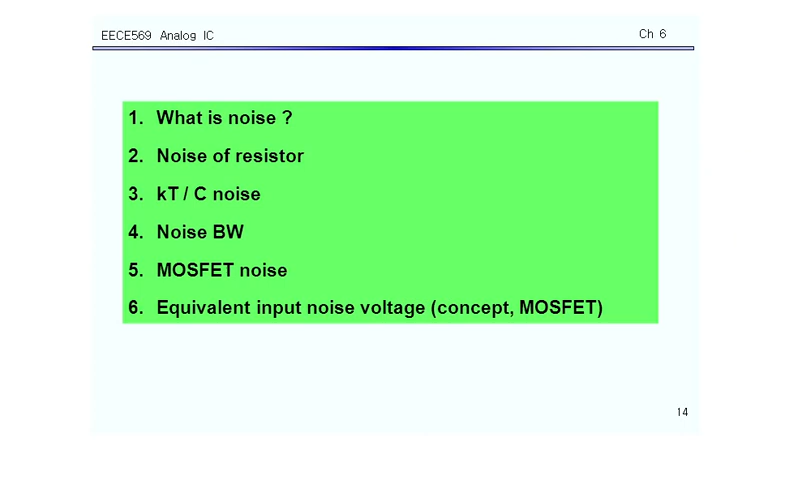 EECE569 Analog IC
Ch 6
1. What is noise ?
2. Noise of resistor
3. kT / C noise
4. Noise BW
5. MOSFET noise
6. Equivalent input noise voltage (concept, MOSFET)
14